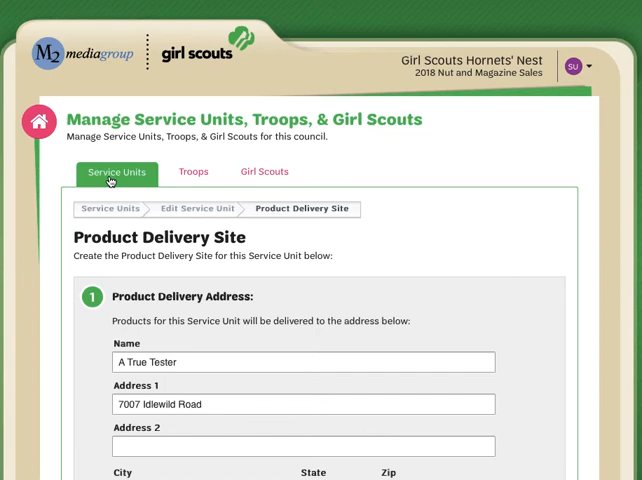 M2 mediagroup
girl scouts
Girl Scouts Hornets' Nest
2018 Nut and Magazine Sales
SU
Manage Service Units, Troops, & Girl Scouts
Manage Service Units, Troops, & Girl Scouts for this council.
Service Units Troops Girl Scouts
Service Units Edit Service Unit Product Delivery Site
Product Delivery Site
Create the Product Delivery Site for this Service Unit below:
1 Product Delivery Address:
Products for this Service Unit will be delivered to the address below:
Name
A True Tester
Address 1
7007 Idlewild Road
Address 2
City State Zip